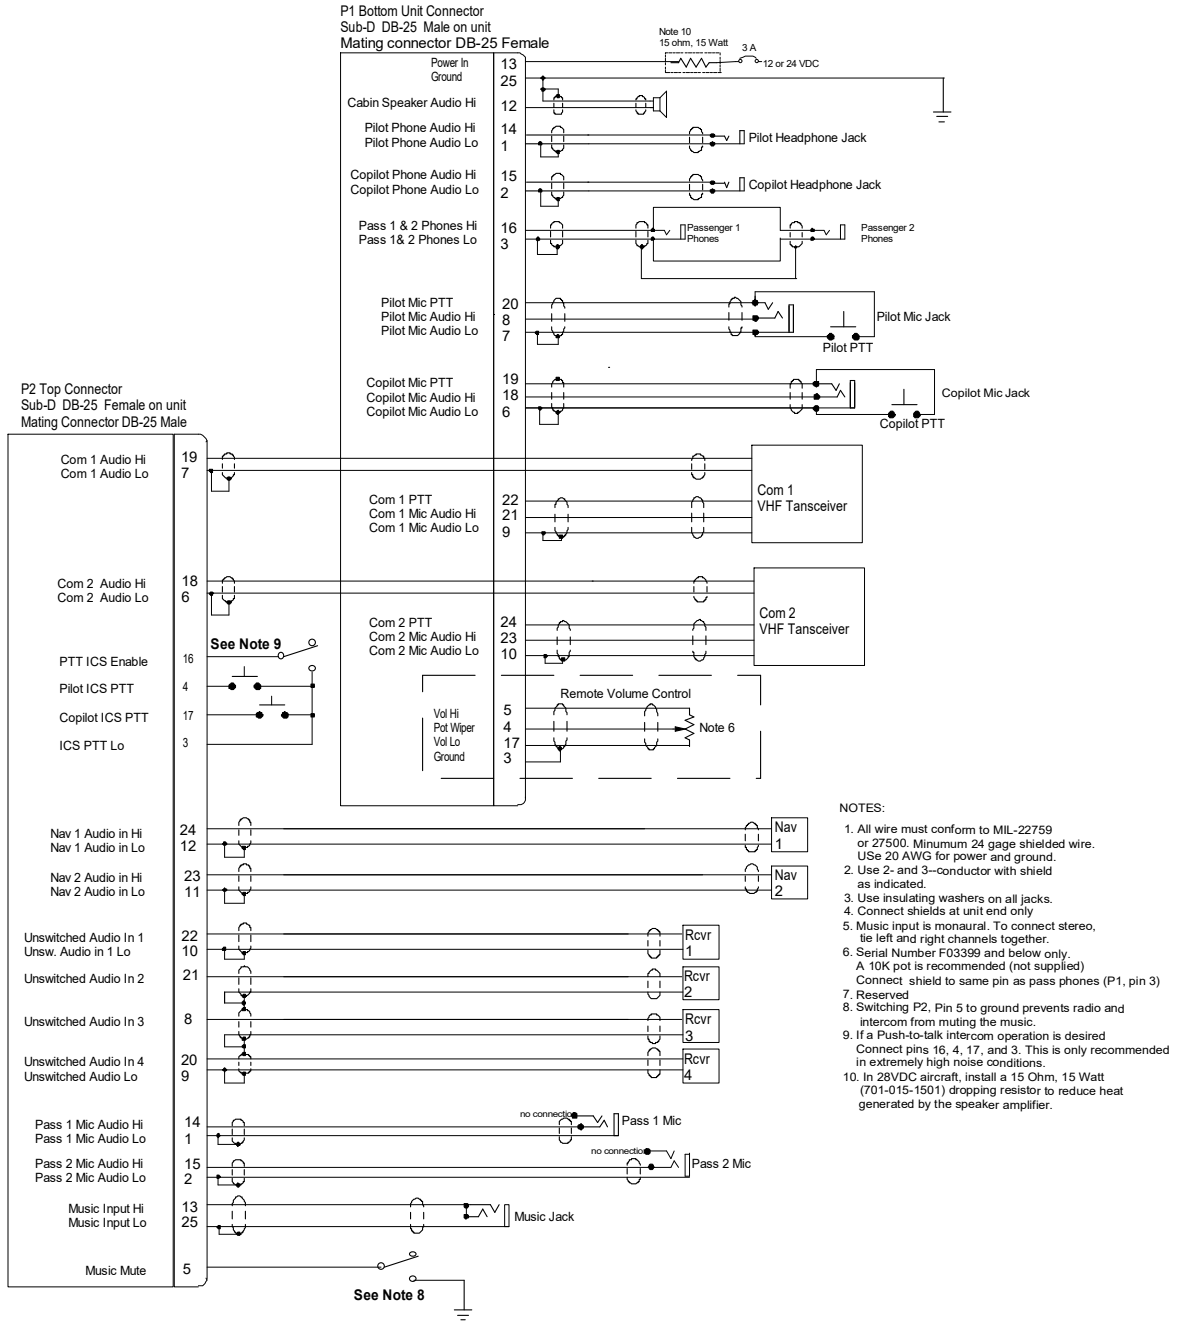 P1 Bottom Unit Connector
Sub-D DB-25 Male on unit
Mating connector DB-25 Female
Power In 13
Ground 25
Note 10
15 ohm, 15 Watt
3 A
12 or 24 VDC
Cabin Speaker Audio Hi 12
Pilot Phone Audio Hi 14
Pilot Phone Audio Lo 1
Pilot Headphone Jack
Copilot Phone Audio Hi 15
Copilot Phone Audio Lo 2
Copilot Headphone Jack
Pass 1 & 2 Phones Hi 16
Pass 1& 2 Phones Lo 3
Passenger 1
Phones
Passenger 2
Phones
Pilot Mic PTT 20
Pilot Mic Audio Hi 8
Pilot Mic Audio Lo 7
Pilot Mic Jack
Pilot PTT
Copilot Mic PTT 19
Copilot Mic Audio Hi 18
Copilot Mic Audio Lo 6
Copilot Mic Jack
Copilot PTT
P2 Top Connector
Sub-D DB-25 Female on unit
Mating Connector DB-25 Male
Com 1 Audio Hi 19
Com 1 Audio Lo 7
Com 1 PTT 22
Com 1 Mic Audio Hi 21
Com 1 Mic Audio Lo 9
Com 1
VHF Tansceiver
Com 2 Audio Hi 18
Com 2 Audio Lo 6
Com 2 PTT 24
Com 2 Mic Audio Hi 23
Com 2 Mic Audio Lo 10
Com 2
VHF Tansceiver
See Note 9
PTT ICS Enable 16
Pilot ICS PTT 4
Copilot ICS PTT 17
ICS PTT Lo 3
Remote Volume Control
Vol Hi 5
Pot Wiper 4
Vol Lo 17
Ground 3
Note 6
Nav 1 Audio in Hi 24
Nav 1 Audio in Lo 12
Nav
1
Nav 2 Audio in Hi 23
Nav 2 Audio in Lo 11
Nav
2
Unswitched Audio In 1 22
Unsw. Audio in 1 Lo 10
Rcvr
1
Unswitched Audio In 2 21
Rcvr
2
Unswitched Audio In 3 8
Rcvr
3
Unswitched Audio In 4 20
Unswitched Audio Lo 9
Rcvr
4
Pass 1 Mic Audio Hi 14
Pass 1 Mic Audio Lo 1
no connection
Pass 1 Mic
Pass 2 Mic Audio Hi 15
Pass 2 Mic Audio Lo 2
no connection
Pass 2 Mic
Music Input Hi 13
Music Input Lo 25
Music Jack
Music Mute 5
See Note 8
NOTES:
1. All wire must conform to MIL-22759
or 27500. Minumum 24 gage shielded wire.
USe 20 AWG for power and ground.
2. Use 2- and 3--conductor with shield
as indicated.
3. Use insulating washers on all jacks.
4. Connect shields at unit end only
5. Music input is monaural. To connect stereo,
tie left and right channels together.
6. Serial Number F03399 and below only.
A 10K pot is recommended (not supplied)
Connect shield to same pin as pass phones (P1, pin 3)
7. Reserved
8. Switching P2, Pin 5 to ground prevents radio and
intercom from muting the music.
9. If a Push-to-talk intercom operation is desired
Connect pins 16, 4, 17, and 3. This is only recommended
in extremely high noise conditions.
10. In 28VDC aircraft, install a 15 Ohm, 15 Watt
(701-015-1501) dropping resistor to reduce heat
generated by the speaker amplifier.